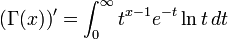 (Γ(x))′ = ∫₀^∞ t^{x−1} e^{−t} ln t dt